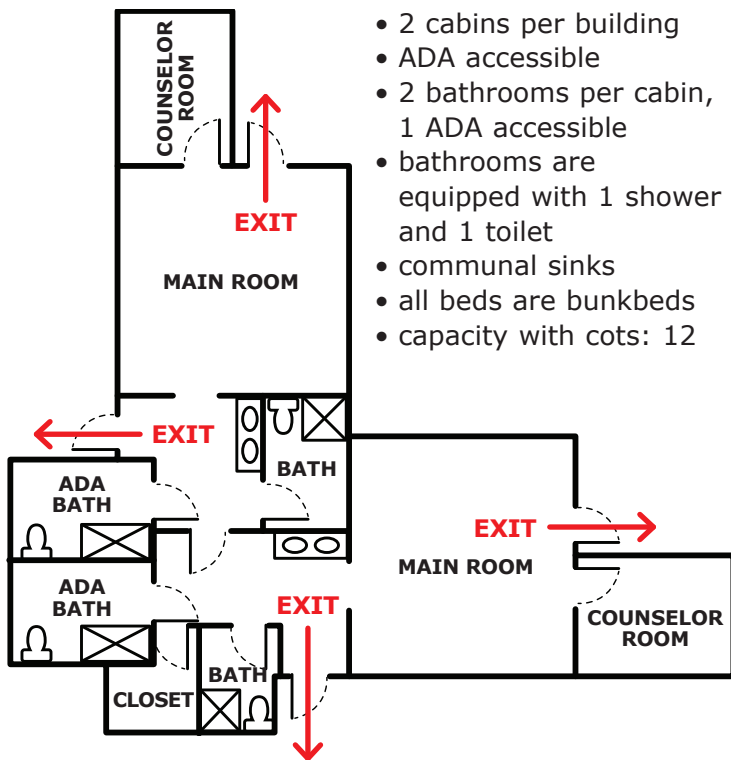 • 2 cabins per building
• ADA accessible
• 2 bathrooms per cabin,
1 ADA accessible
• bathrooms are
equipped with 1 shower
and 1 toilet
• communal sinks
• all beds are bunkbeds
• capacity with cots: 12
COUNSELOR
ROOM
EXIT
MAIN ROOM
EXIT
BATH
ADA
BATH
EXIT
MAIN ROOM
ADA
BATH
EXIT
COUNSELOR
ROOM
BATH
CLOSET